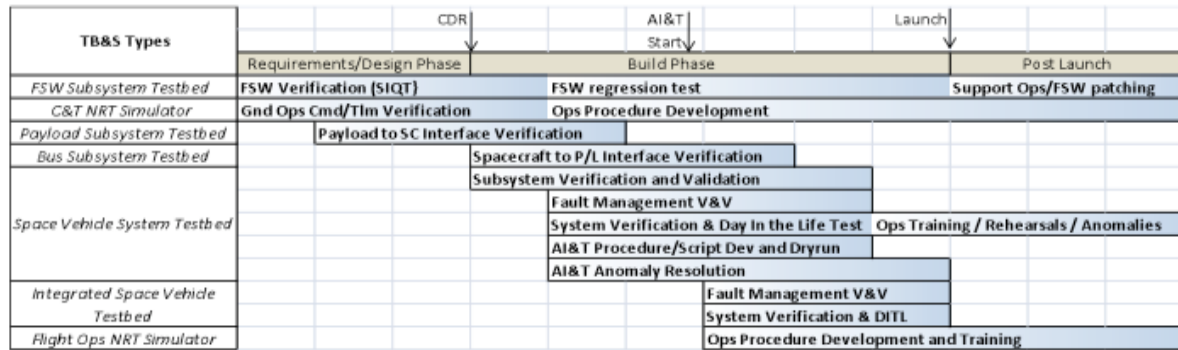 CDR AI&T Launch
TB&S Types
Start
Requirements/Design Phase Build Phase Post Launch
FSW Subsystem Testbed FSW Verification (SIQT) FSW regression test Support Ops/FSW patching
C&T NRT Simulator Gnd Ops Cmd/Tlm Verification Ops Procedure Development
Payload Subsystem Testbed Payload to SC Interface Verification
Bus Subsystem Testbed Spacecraft to P/L Interface Verification
Subsystem Verification and Validation
Fault Management V&V
Space Vehicle System Testbed System Verification & Day In the Life Test Ops Training / Rehearsals / Anomalies
AI&T Procedure/Script Dev and Dryrun
AI&T Anomaly Resolution
Integrated Space Vehicle Fault Management V&V
Testbed System Verification & DITL
Flight Ops NRT Simulator Ops Procedure Development and Training